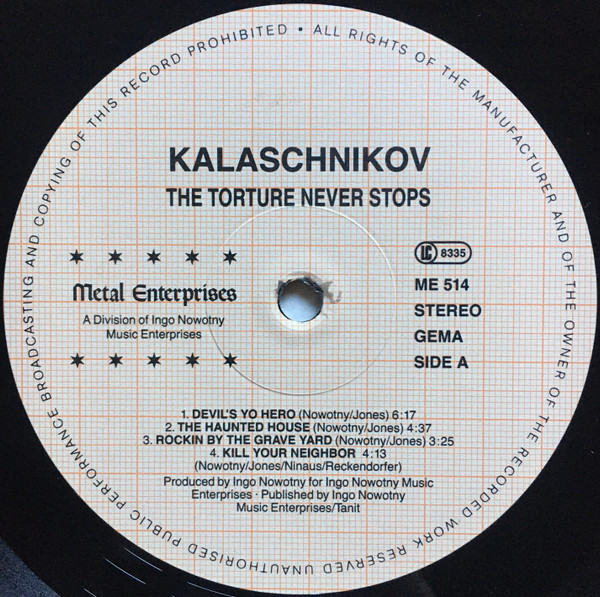 ALL RIGHTS OF THE MANUFACTURER AND OF THE OWNER OF THE RECORDED WORK RESERVED UNAUTHORISED PUBLIC PERFORMANCE BROADCASTING AND COPYING OF THIS RECORD PROHIBITED •
KALASCHNIKOV
THE TORTURE NEVER STOPS
★ ★ ★ ★ ★
Metal Enterprises
A Division of Ingo Nowotny
Music Enterprises
★ ★ ★ ★ ★
LC 8335
ME 514
STEREO
GEMA
SIDE A
1. DEVIL'S YO HERO (Nowotny/Jones) 6:17
2. THE HAUNTED HOUSE (Nowotny/Jones) 4:37
3. ROCKIN BY THE GRAVE YARD (Nowotny/Jones) 3:25
4. KILL YOUR NEIGHBOR 4:13
(Nowotny/Jones/Ninaus/Reckendorfer)
Produced by Ingo Nowotny for Ingo Nowotny Music
Enterprises · Published by Ingo Nowotny
Music Enterprises/Tanit